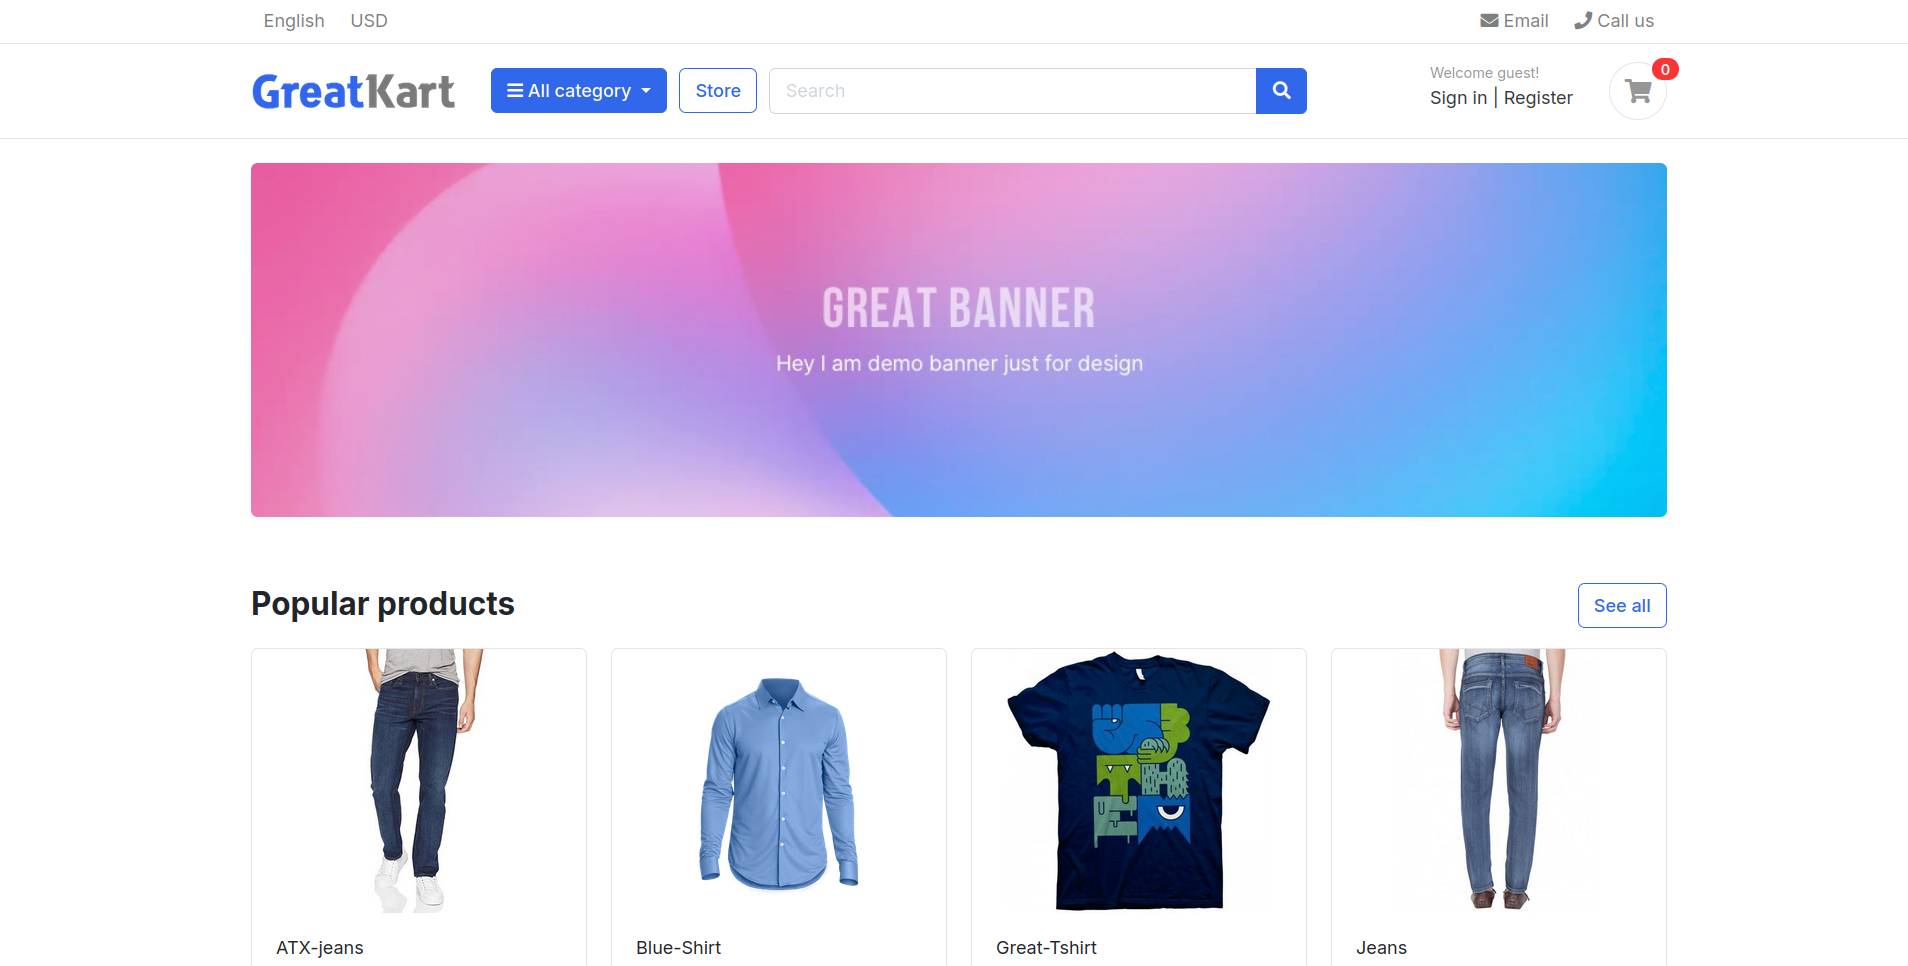 English USD Email Call us
GreatKart All category Store Search Welcome guest! 0
Sign in | Register
GREAT BANNER
Hey I am demo banner just for design
Popular products See all
ATX-jeans Blue-Shirt Great-Tshirt Jeans